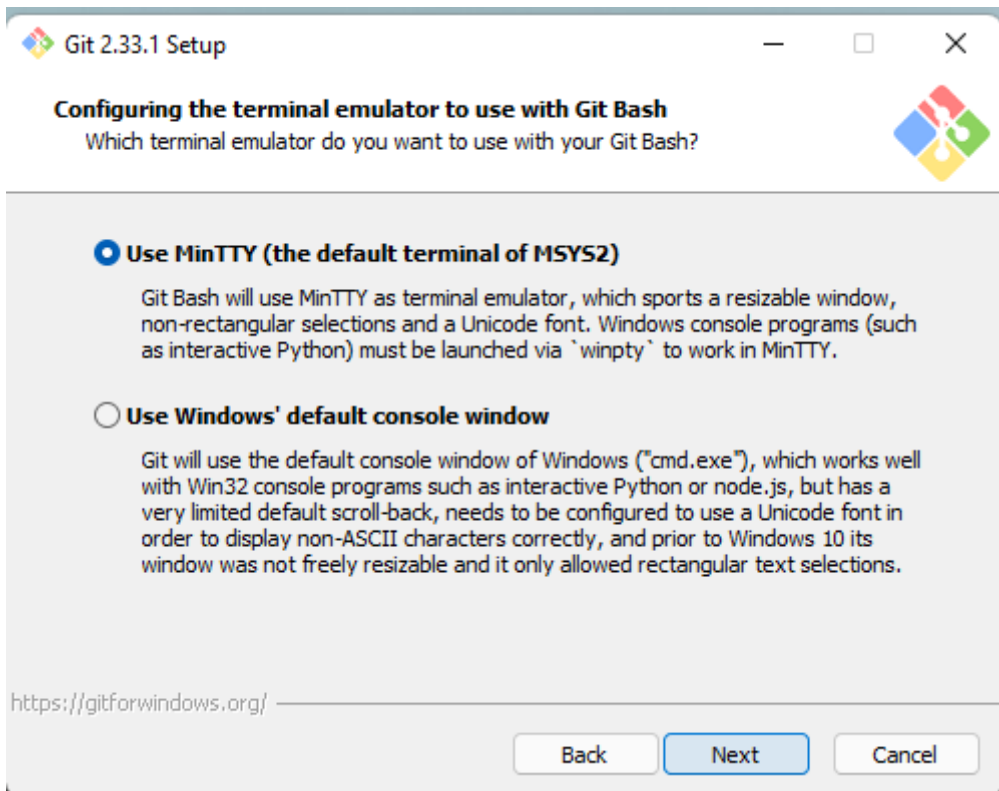 Git 2.33.1 Setup
Configuring the terminal emulator to use with Git Bash
Which terminal emulator do you want to use with your Git Bash?
Use MinTTY (the default terminal of MSYS2)
Git Bash will use MinTTY as terminal emulator, which sports a resizable window,
non-rectangular selections and a Unicode font. Windows console programs (such
as interactive Python) must be launched via `winpty` to work in MinTTY.
Use Windows' default console window
Git will use the default console window of Windows ("cmd.exe"), which works well
with Win32 console programs such as interactive Python or node.js, but has a
very limited default scroll-back, needs to be configured to use a Unicode font in
order to display non-ASCII characters correctly, and prior to Windows 10 its
window was not freely resizable and it only allowed rectangular text selections.
https://gitforwindows.org/
Back Next Cancel